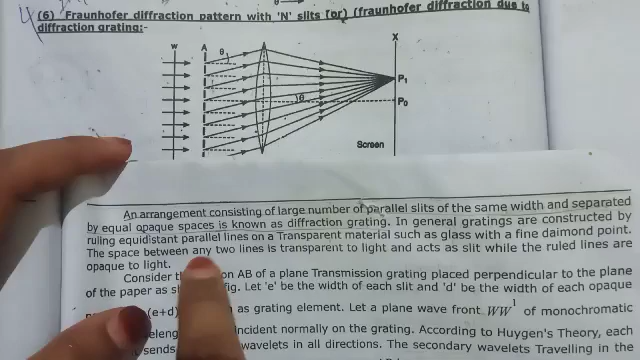 (6) Fraunhofer diffraction pattern with 'N' slits (or) (fraunhofer diffraction due to
diffraction grating:-
W
A
θ
X
θ
P1
P0
Screen
An arrangement consisting of large number of parallel slits of the same width and separated
by equal opaque spaces is known as diffraction grating. In general gratings are constructed by
ruling equidistant parallel lines on a Transparent material such as glass with a fine daimond point.
The space between any two lines is transparent to light and acts as slit while the ruled lines are
opaque to light.
Consider on AB of a plane Transmission grating placed perpendicular to the plane
of the paper as fig. Let 'e' be the width of each slit and 'd' be the width of each opaque
(e+d) as grating element. Let a plane wave front WW1 of monochromatic
incident normally on the grating. According to Huygen's Theory, each
sends wavelets in all directions. The secondary wavelets Travelling in the